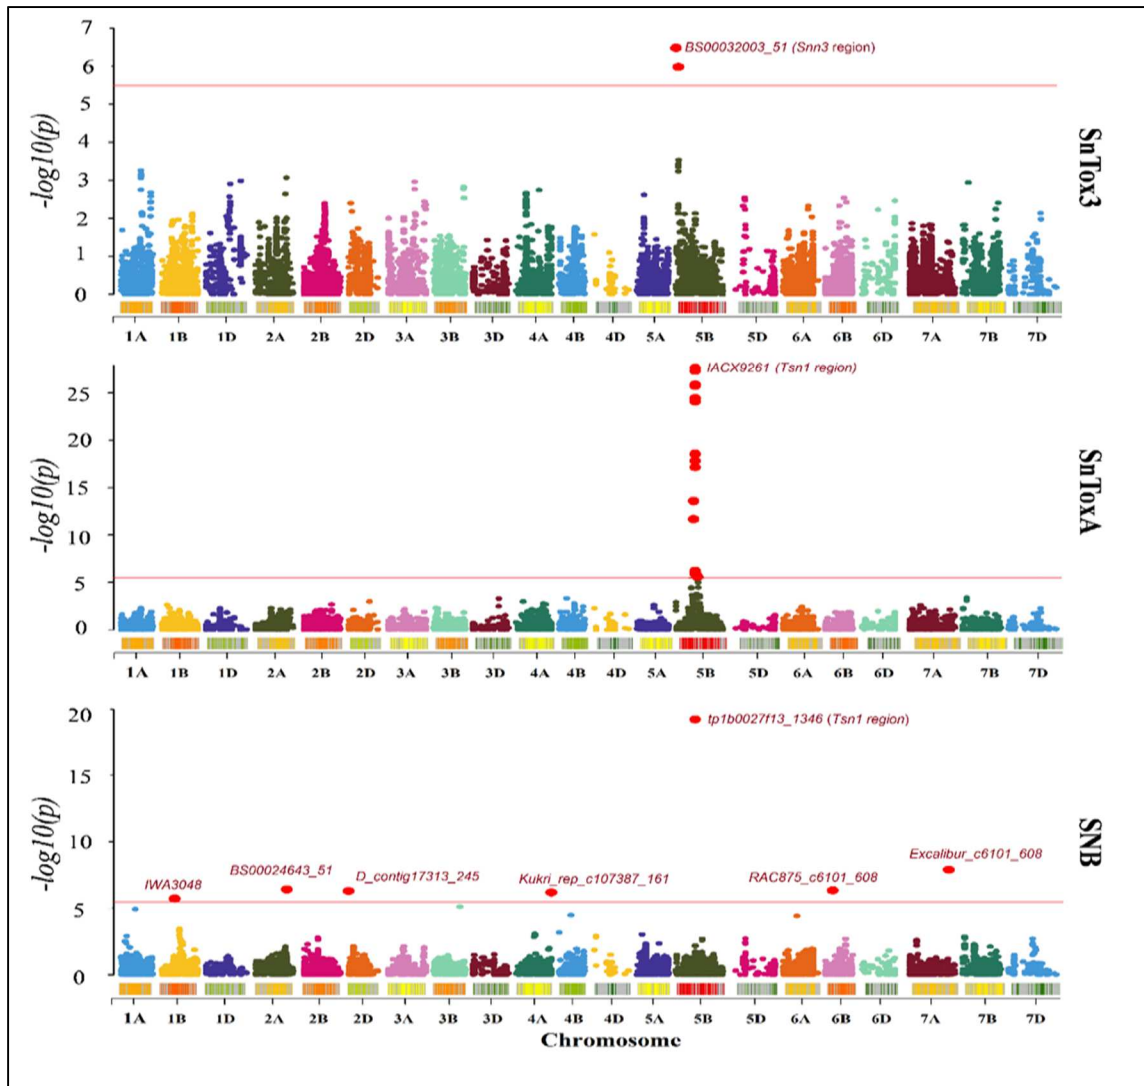 7
BS00032003_51 (Snn3 region)
6
5
4
3
2
1
0
-log10(p)
SnTox3
1A 1B 1D 2A 2B 2D 3A 3B 3D 4A 4B 4D 5A 5B 5D 6A 6B 6D 7A 7B 7D
IACX9261 (Tsn1 region)
25
20
15
10
5
0
-log10(p)
SnToxA
1A 1B 1D 2A 2B 2D 3A 3B 3D 4A 4B 4D 5A 5B 5D 6A 6B 6D 7A 7B 7D
20
tp1b0027f13_1346 (Tsn1 region)
15
10
5
0
-log10(p)
SNB
Excalibur_c6101_608
BS00024643_51
D_contig17313_245
RAC875_c6101_608
IWA3048
Kukri_rep_c107387_161
1A 1B 1D 2A 2B 2D 3A 3B 3D 4A 4B 4D 5A 5B 5D 6A 6B 6D 7A 7B 7D
Chromosome